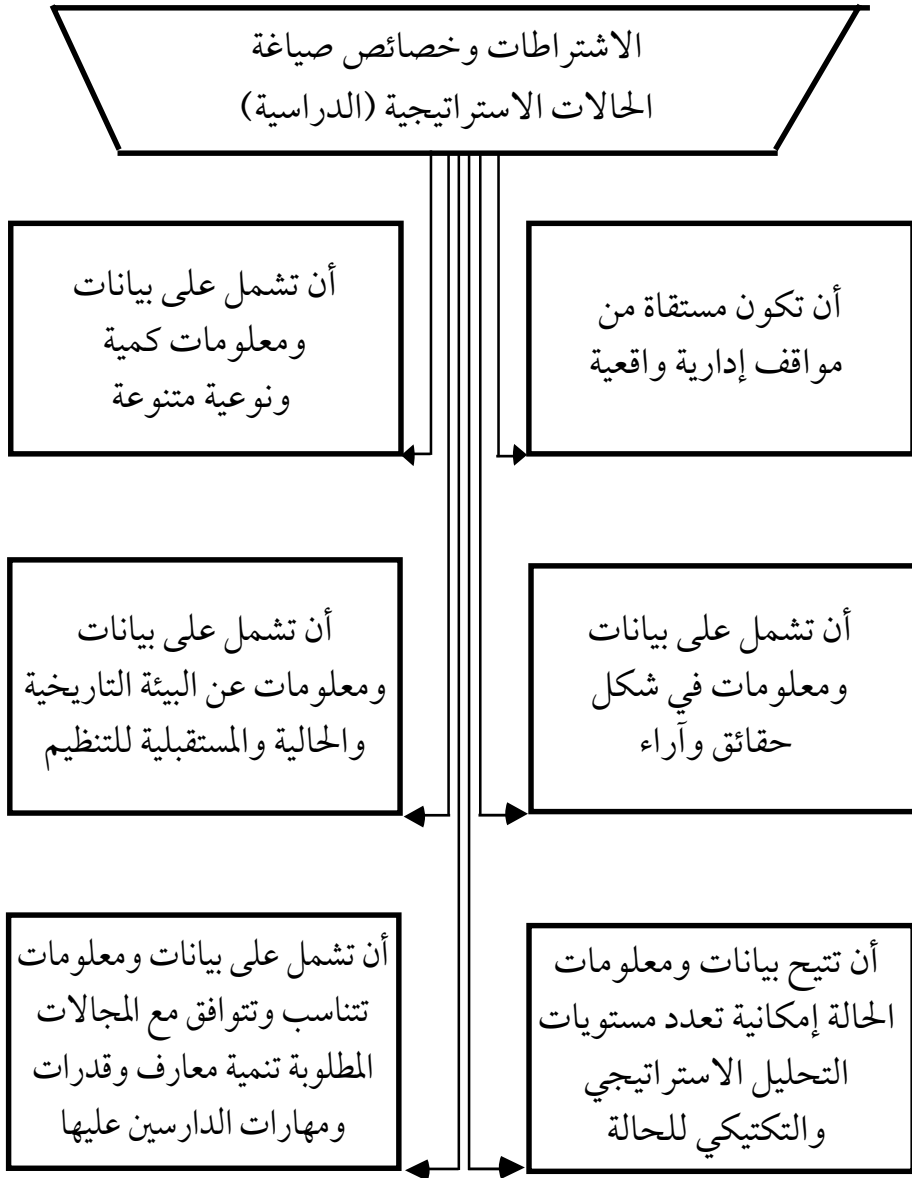 الاشتراطات وخصائص صياغة
الحالات الاستراتيجية (الدراسية)
أن تكون مستقاة من
مواقف إدارية واقعية
أن تشمل على بيانات
ومعلومات كمية
ونوعية متنوعة
أن تشمل على بيانات
ومعلومات في شكل
حقائق وآراء
أن تشمل على بيانات
ومعلومات عن البيئة التاريخية
والحالية والمستقبلية للتنظيم
أن تتيح بيانات ومعلومات
الحالة إمكانية تعدد مستويات
التحليل الاستراتيجي
والتكتيكي للحالة
أن تشمل على بيانات ومعلومات
تتناسب وتتوافق مع المجالات
المطلوبة تنمية معارف وقدرات
ومهارات الدارسين عليها